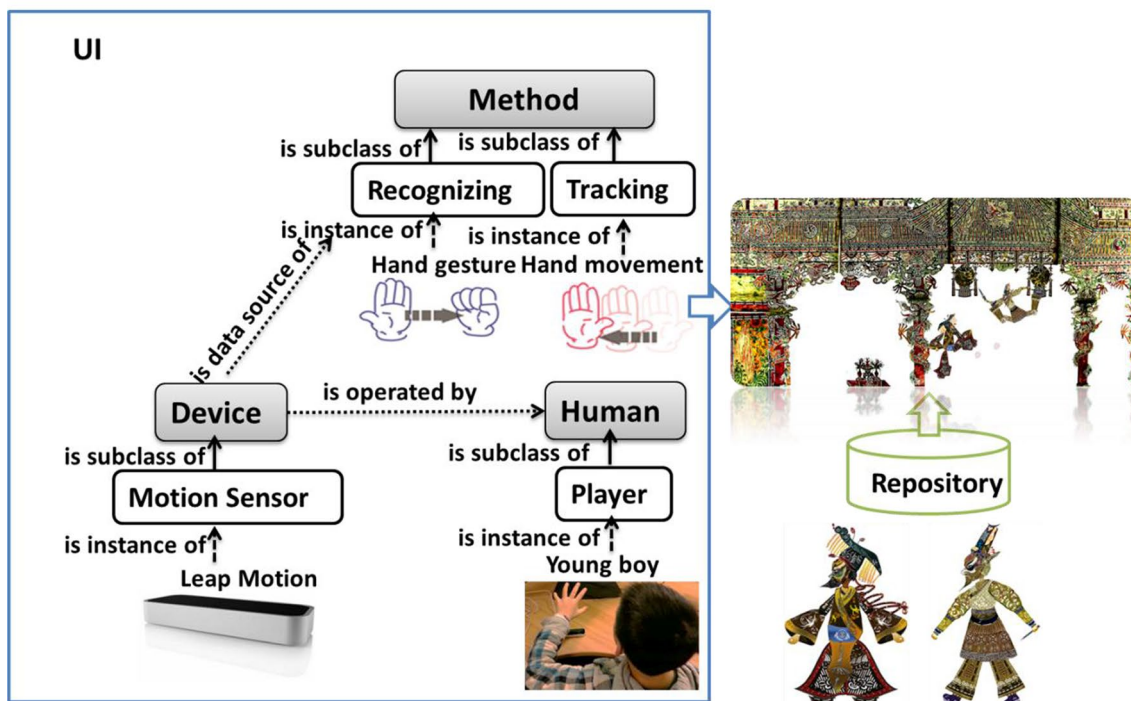 UI
Method
is subclass of
is subclass of
Recognizing
Tracking
is instance of
is instance of
Hand gesture
Hand movement
is data source of
Device
is operated by
Human
is subclass of
is subclass of
Motion Sensor
Player
Repository
is instance of
is instance of
Leap Motion
Young boy